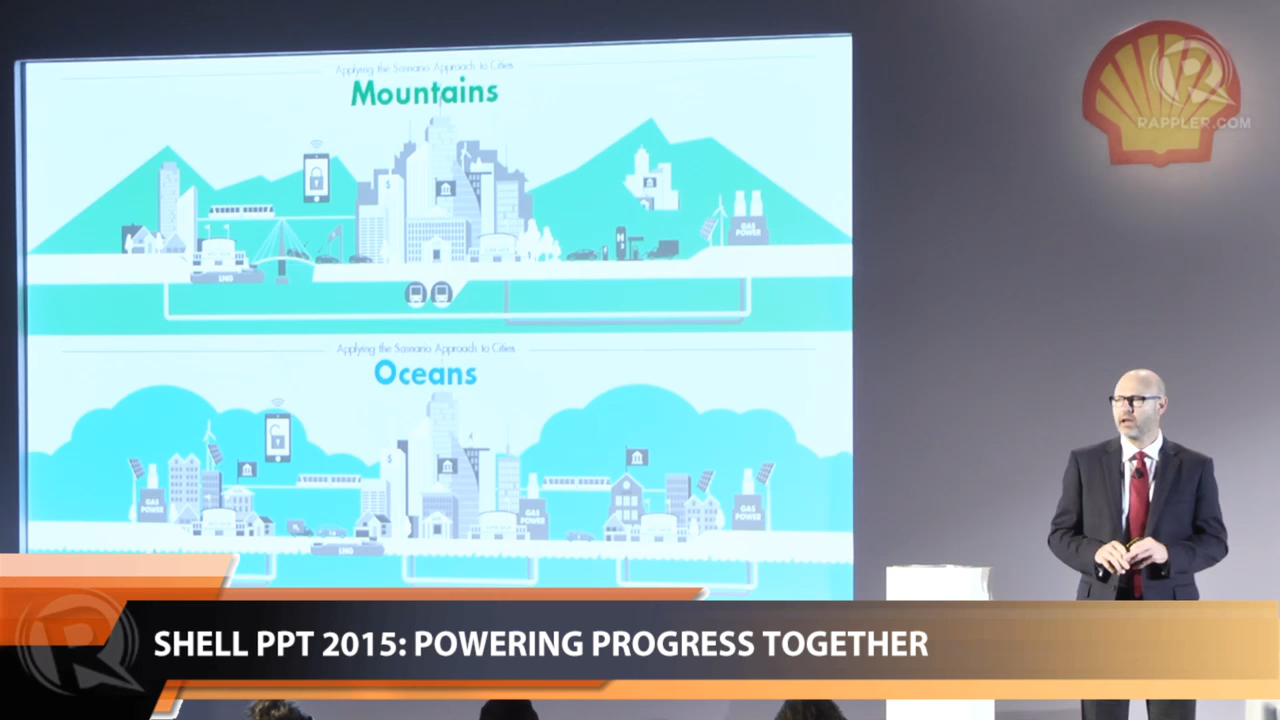 Applying the Scenario Approach to Cities
Mountains
$
H
GAS
POWER
LNG
Applying the Scenario Approach to Cities
Oceans
$
GAS
POWER
GAS
POWER
GAS
POWER
LNG
RAPPLER.COM
SHELL PPT 2015: POWERING PROGRESS TOGETHER